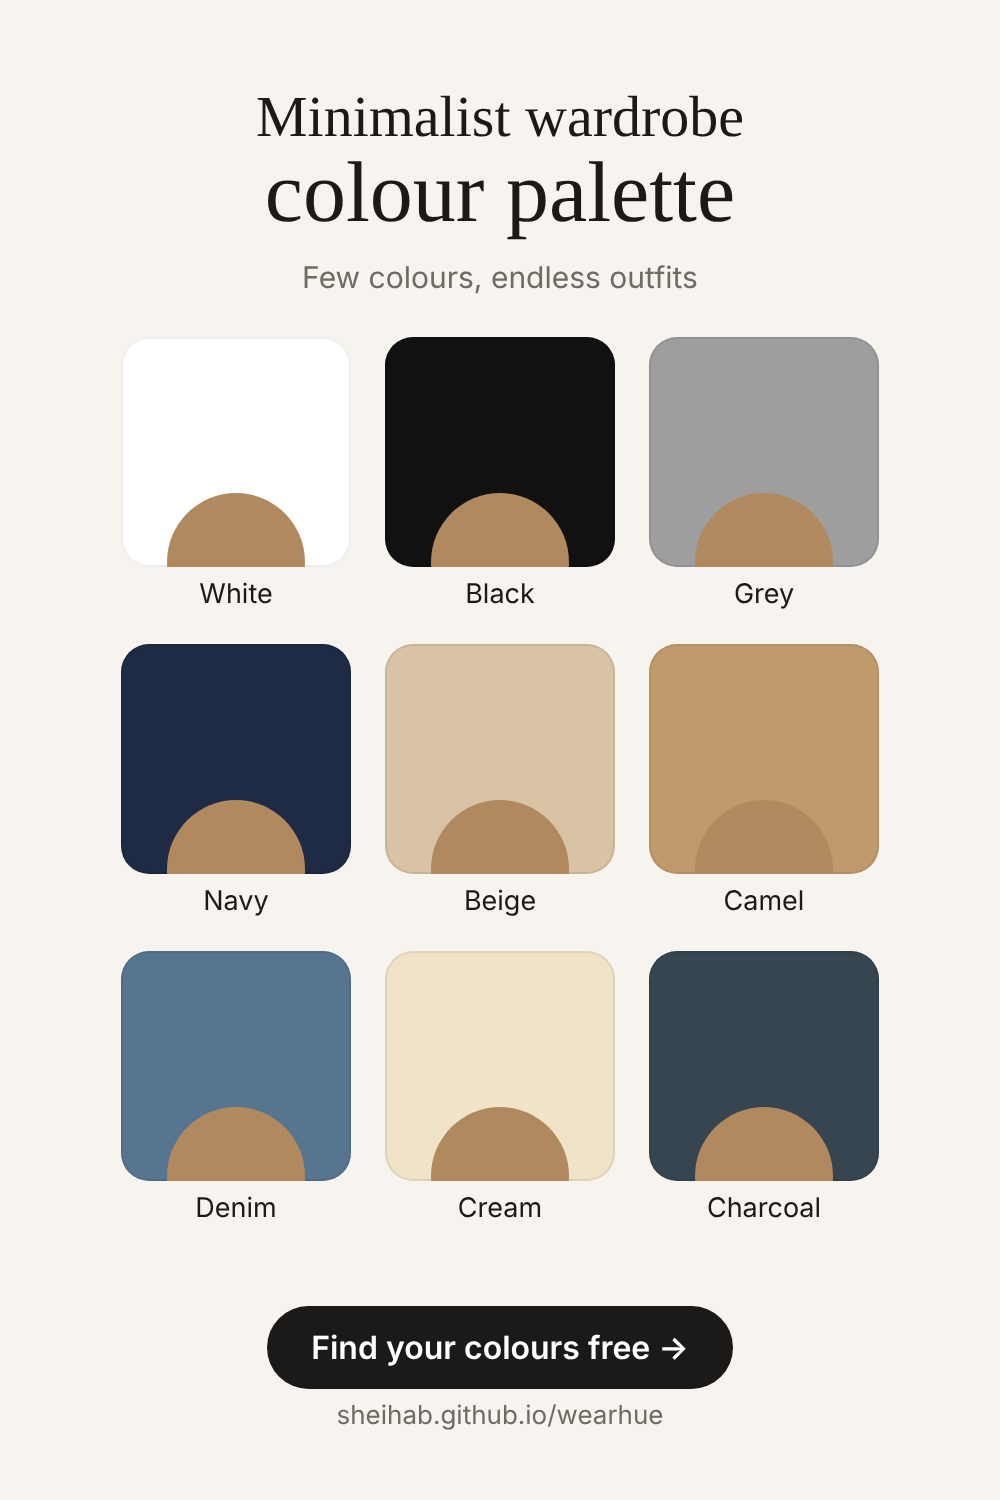 Minimalist wardrobe
colour palette
Few colours, endless outfits
White
Black
Grey
Navy
Beige
Camel
Denim
Cream
Charcoal
Find your colours free →
sheihab.github.io/wearhue